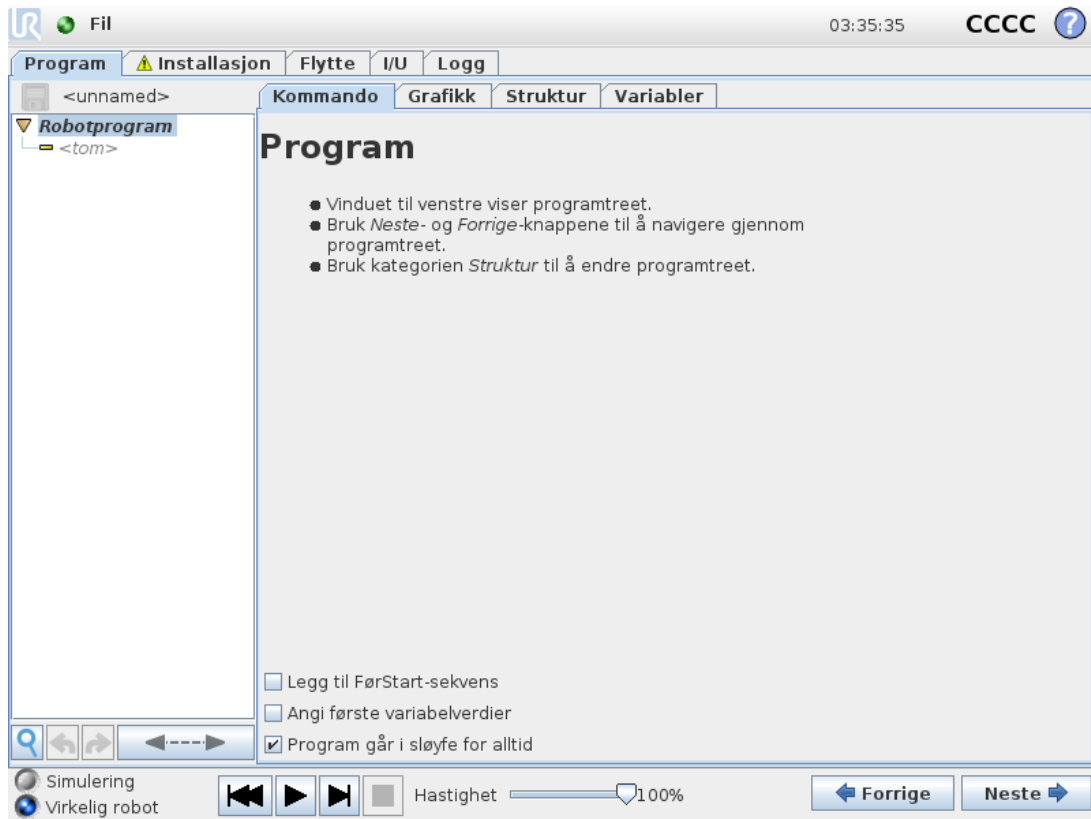 UR Fil 03:35:35 CCCC ?
Program Installasjon Flytte I/U Logg
<unnamed>
Kommando Grafikk Struktur Variabler
Robotprogram
<tom>
Program
Vinduet til venstre viser programtreet.
Bruk Neste- og Forrige-knappene til å navigere gjennom
programtreet.
Bruk kategorien Struktur til å endre programtreet.
Legg til FørStart-sekvens
Angi første variabelverdier
Program går i sløyfe for alltid
Simulering
Virkelig robot
Hastighet 100%
Forrige Neste